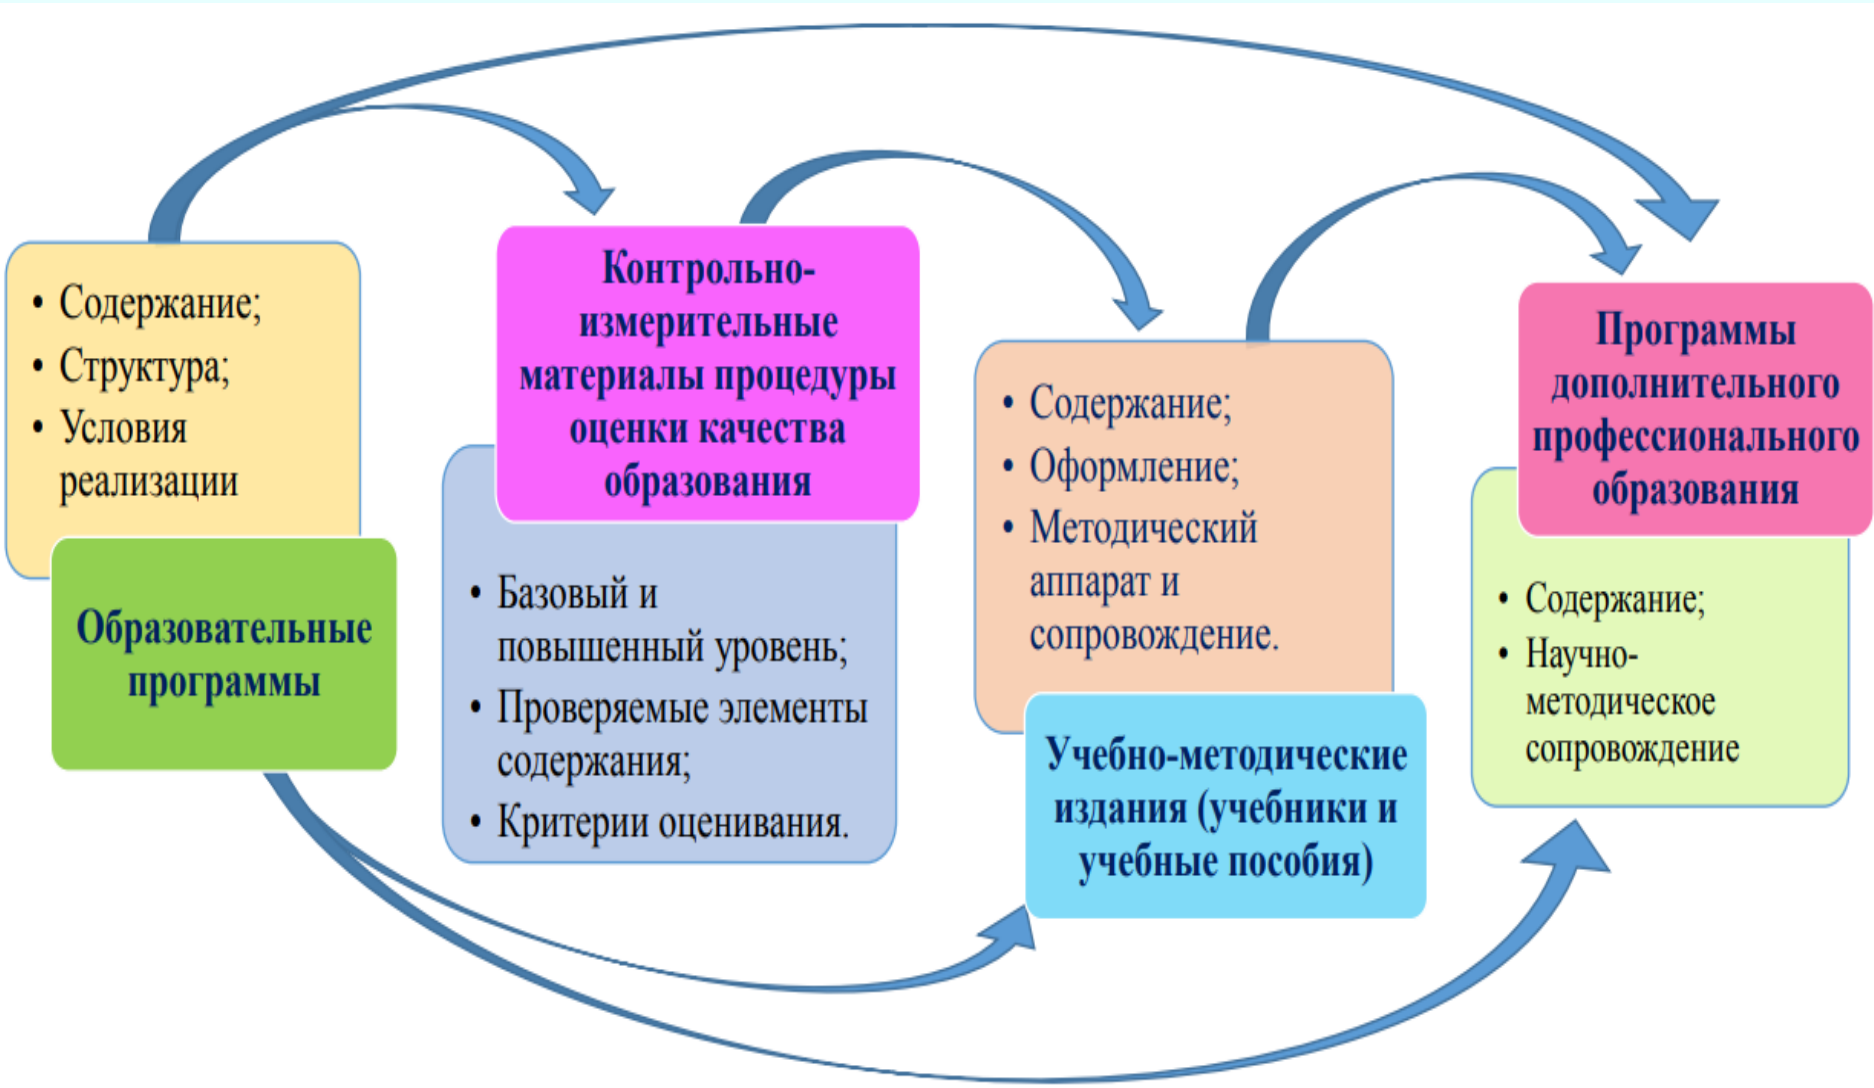 • Содержание;
• Структура;
• Условия
реализации
Образовательные
программы
Контрольно-
измерительные
материалы процедуры
оценки качества
образования
• Базовый и
повышенный уровень;
• Проверяемые элементы
содержания;
• Критерии оценивания.
• Содержание;
• Оформление;
• Методический
аппарат и
сопровождение.
Учебно-методические
издания (учебники и
учебные пособия)
Программы
дополнительного
профессионального
образования
• Содержание;
• Научно-
методическое
сопровождение